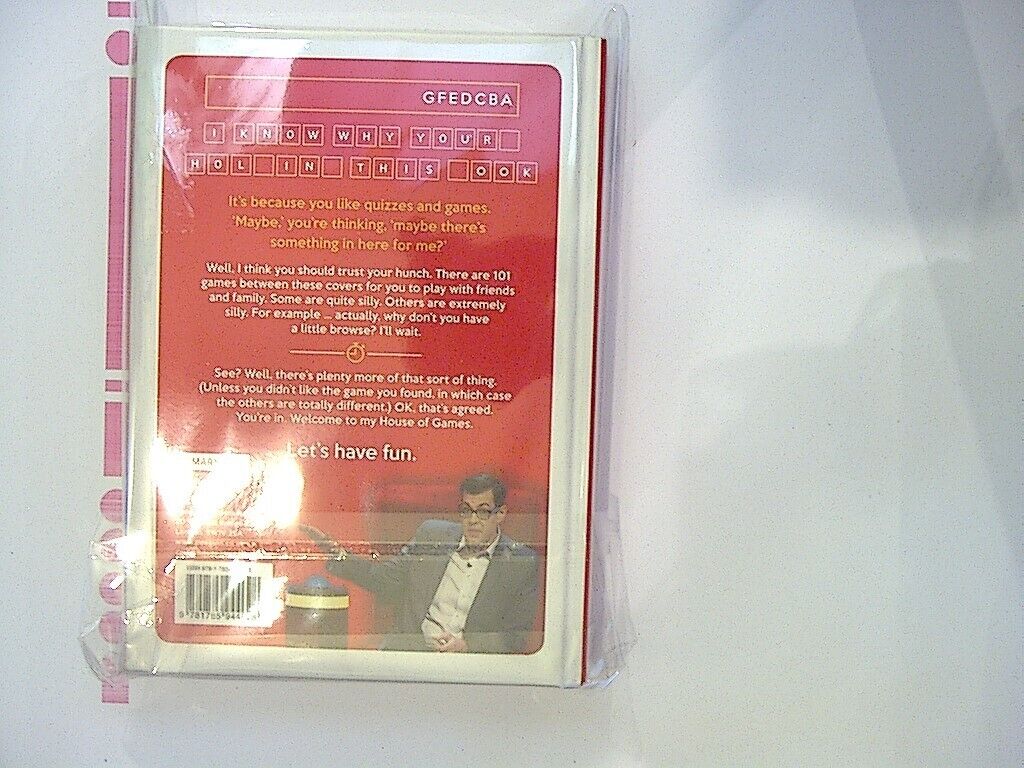 GFEDCBA
I KNOW WHY YOU'R
HOL IN THIS OOK
It's because you like quizzes and games.
'Maybe,' you're thinking, 'maybe there's
something in here for me?'
Well, I think you should trust your hunch. There are 101
games between these covers for you to play with friends
and family. Some are quite silly. Others are extremely
silly. For example ... actually, why don't you have
a little browse? I'll wait.
See? Well, there's plenty more of that sort of thing.
(Unless you didn't like the game you found, in which case
the others are totally different.) OK, that's agreed.
You're in. Welcome to my House of Games.
Let's have fun.